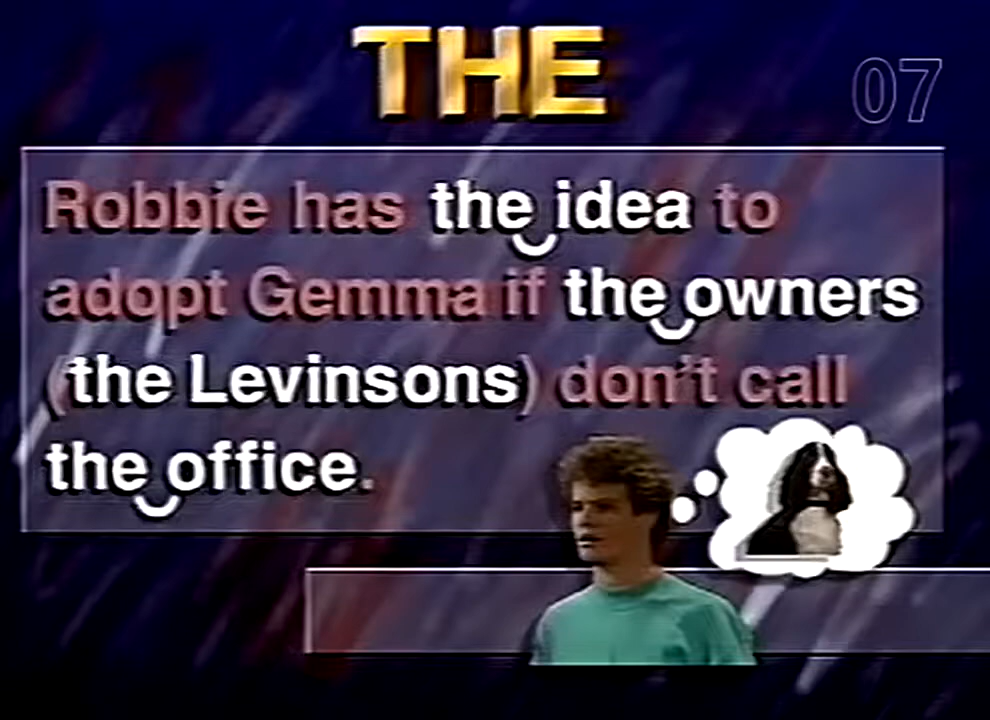 THE
07
Robbie has the idea to
adopt Gemma if the owners
(the Levinsons) don't call
the office.